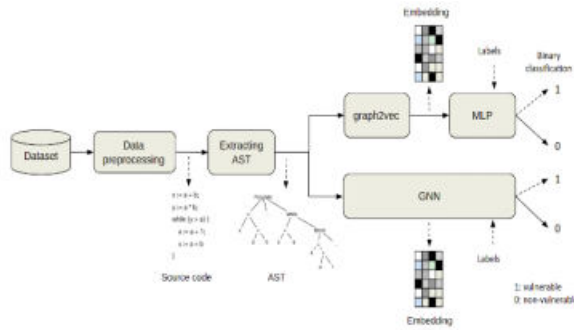 Embedding
Labels
Binary
classification
1
graph2vec
MLP
0
Dataset
Data
preprocessing
Extracting
AST
1
GNN
0
Source code
AST
Labels
Embedding
1: vulnerable
0: non-vulnerable